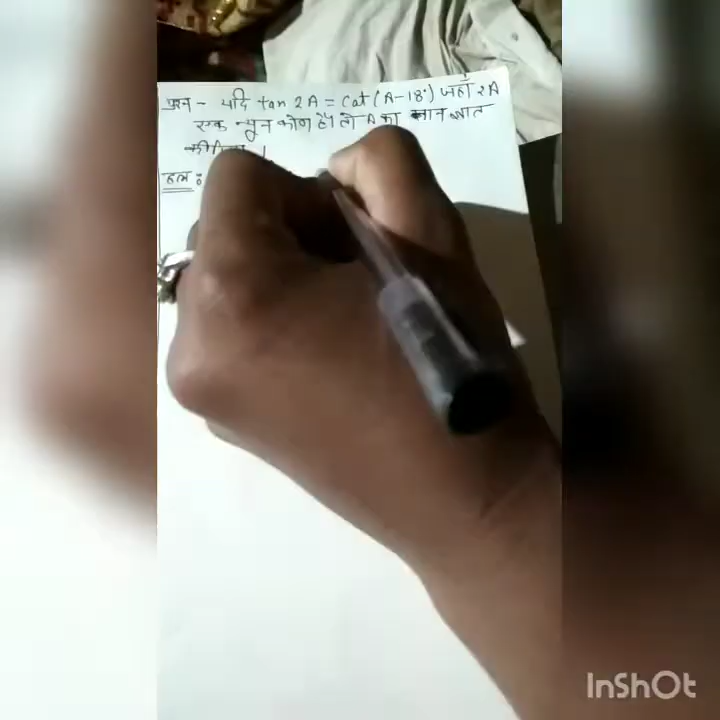 प्रश्न - यदि tan 2A = Cot (A-18°) जहाँ 2A
एक न्यून कोण है। तो A का मान ज्ञात
हल :
InShOt